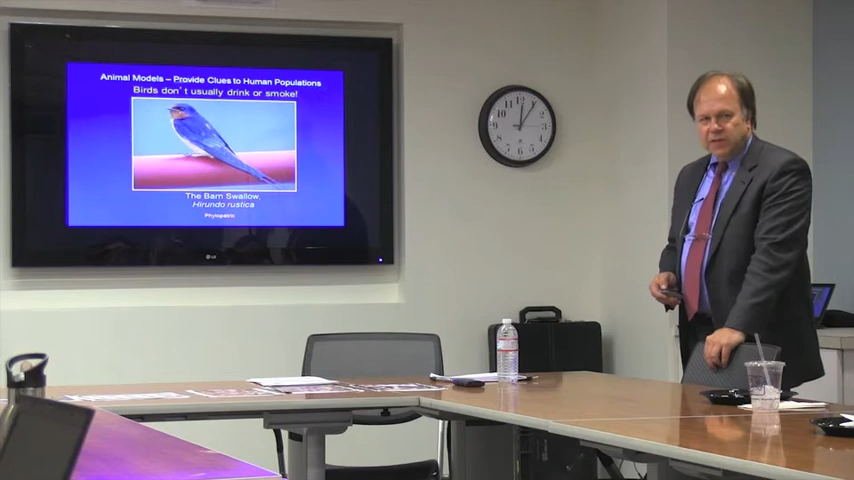 Animal Models – Provide Clues to Human Populations
Birds don't usually drink or smoke!
The Barn Swallow,
Hirundo rustica
Phylopatric
LG